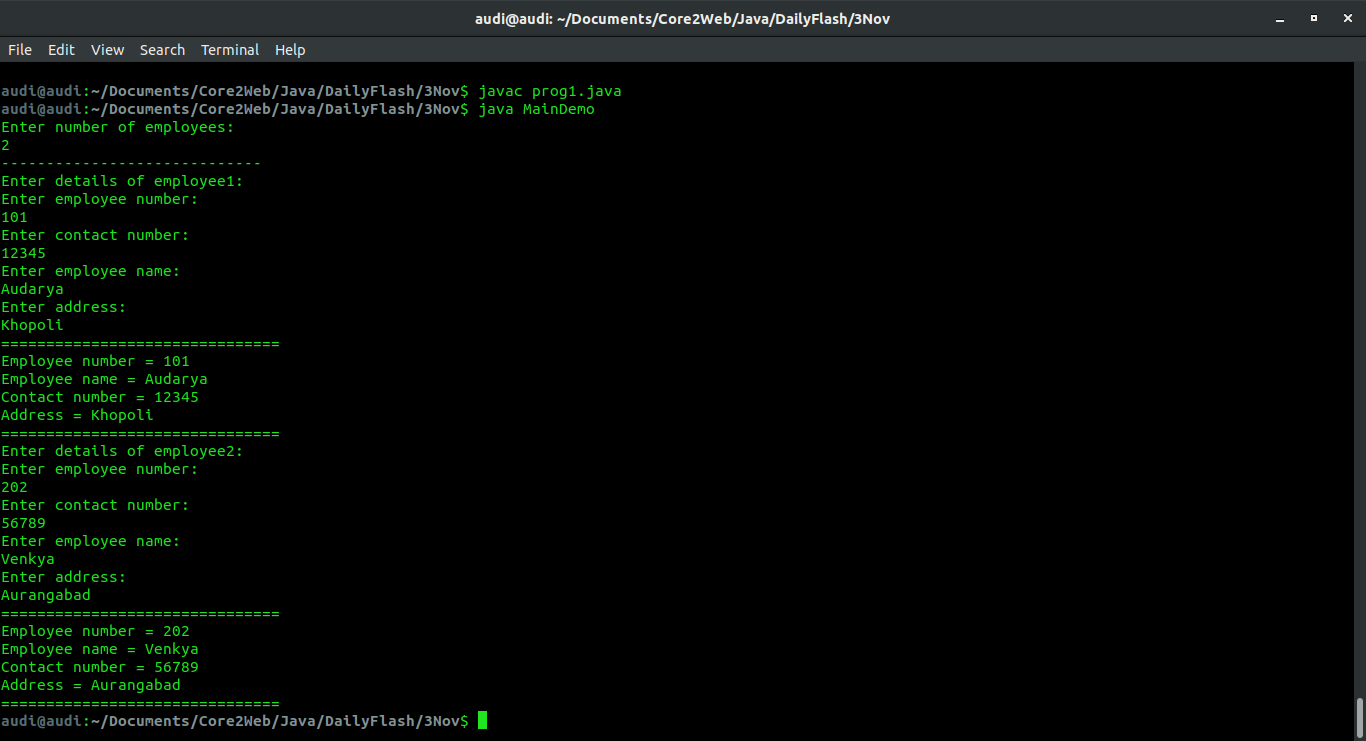 audi@audi: ~/Documents/Core2Web/Java/DailyFlash/3Nov
File Edit View Search Terminal Help
audi@audi:~/Documents/Core2Web/Java/DailyFlash/3Nov$ javac prog1.java
audi@audi:~/Documents/Core2Web/Java/DailyFlash/3Nov$ java MainDemo
Enter number of employees:
2
-----------------------------
Enter details of employee1:
Enter employee number:
101
Enter contact number:
12345
Enter employee name:
Audarya
Enter address:
Khopoli
===============================
Employee number = 101
Employee name = Audarya
Contact number = 12345
Address = Khopoli
===============================
Enter details of employee2:
Enter employee number:
202
Enter contact number:
56789
Enter employee name:
Venkya
Enter address:
Aurangabad
===============================
Employee number = 202
Employee name = Venkya
Contact number = 56789
Address = Aurangabad
===============================
audi@audi:~/Documents/Core2Web/Java/DailyFlash/3Nov$